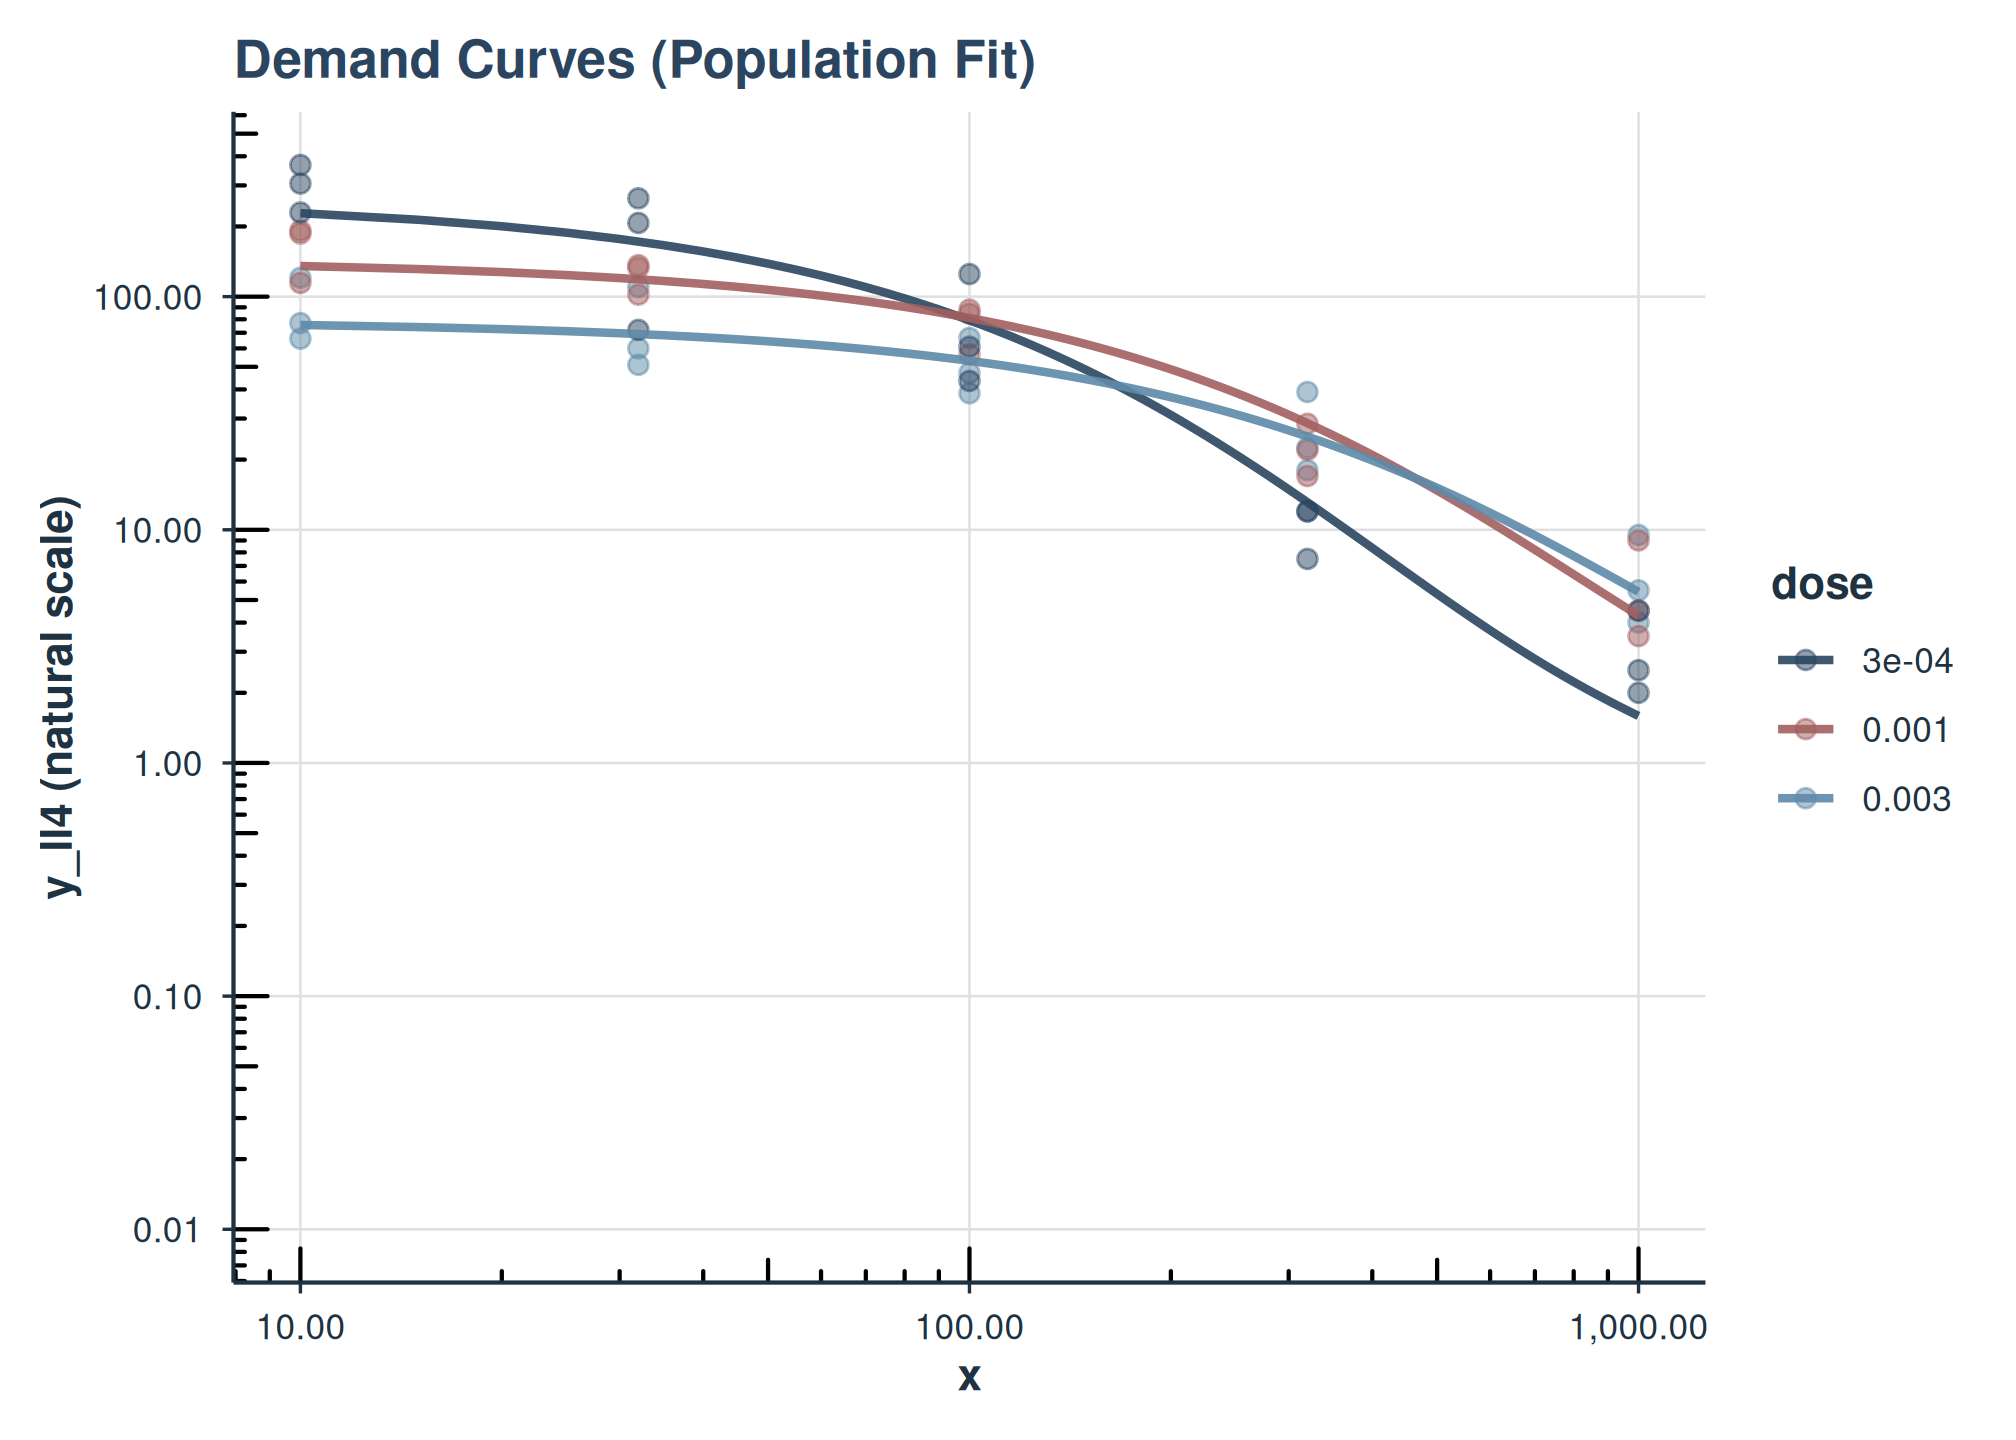 Demand Curves (Population Fit)
y_ll4 (natural scale)
100.00
10.00
1.00
0.10
0.01
10.00
100.00
1,000.00
x
dose
3e-04
0.001
0.003